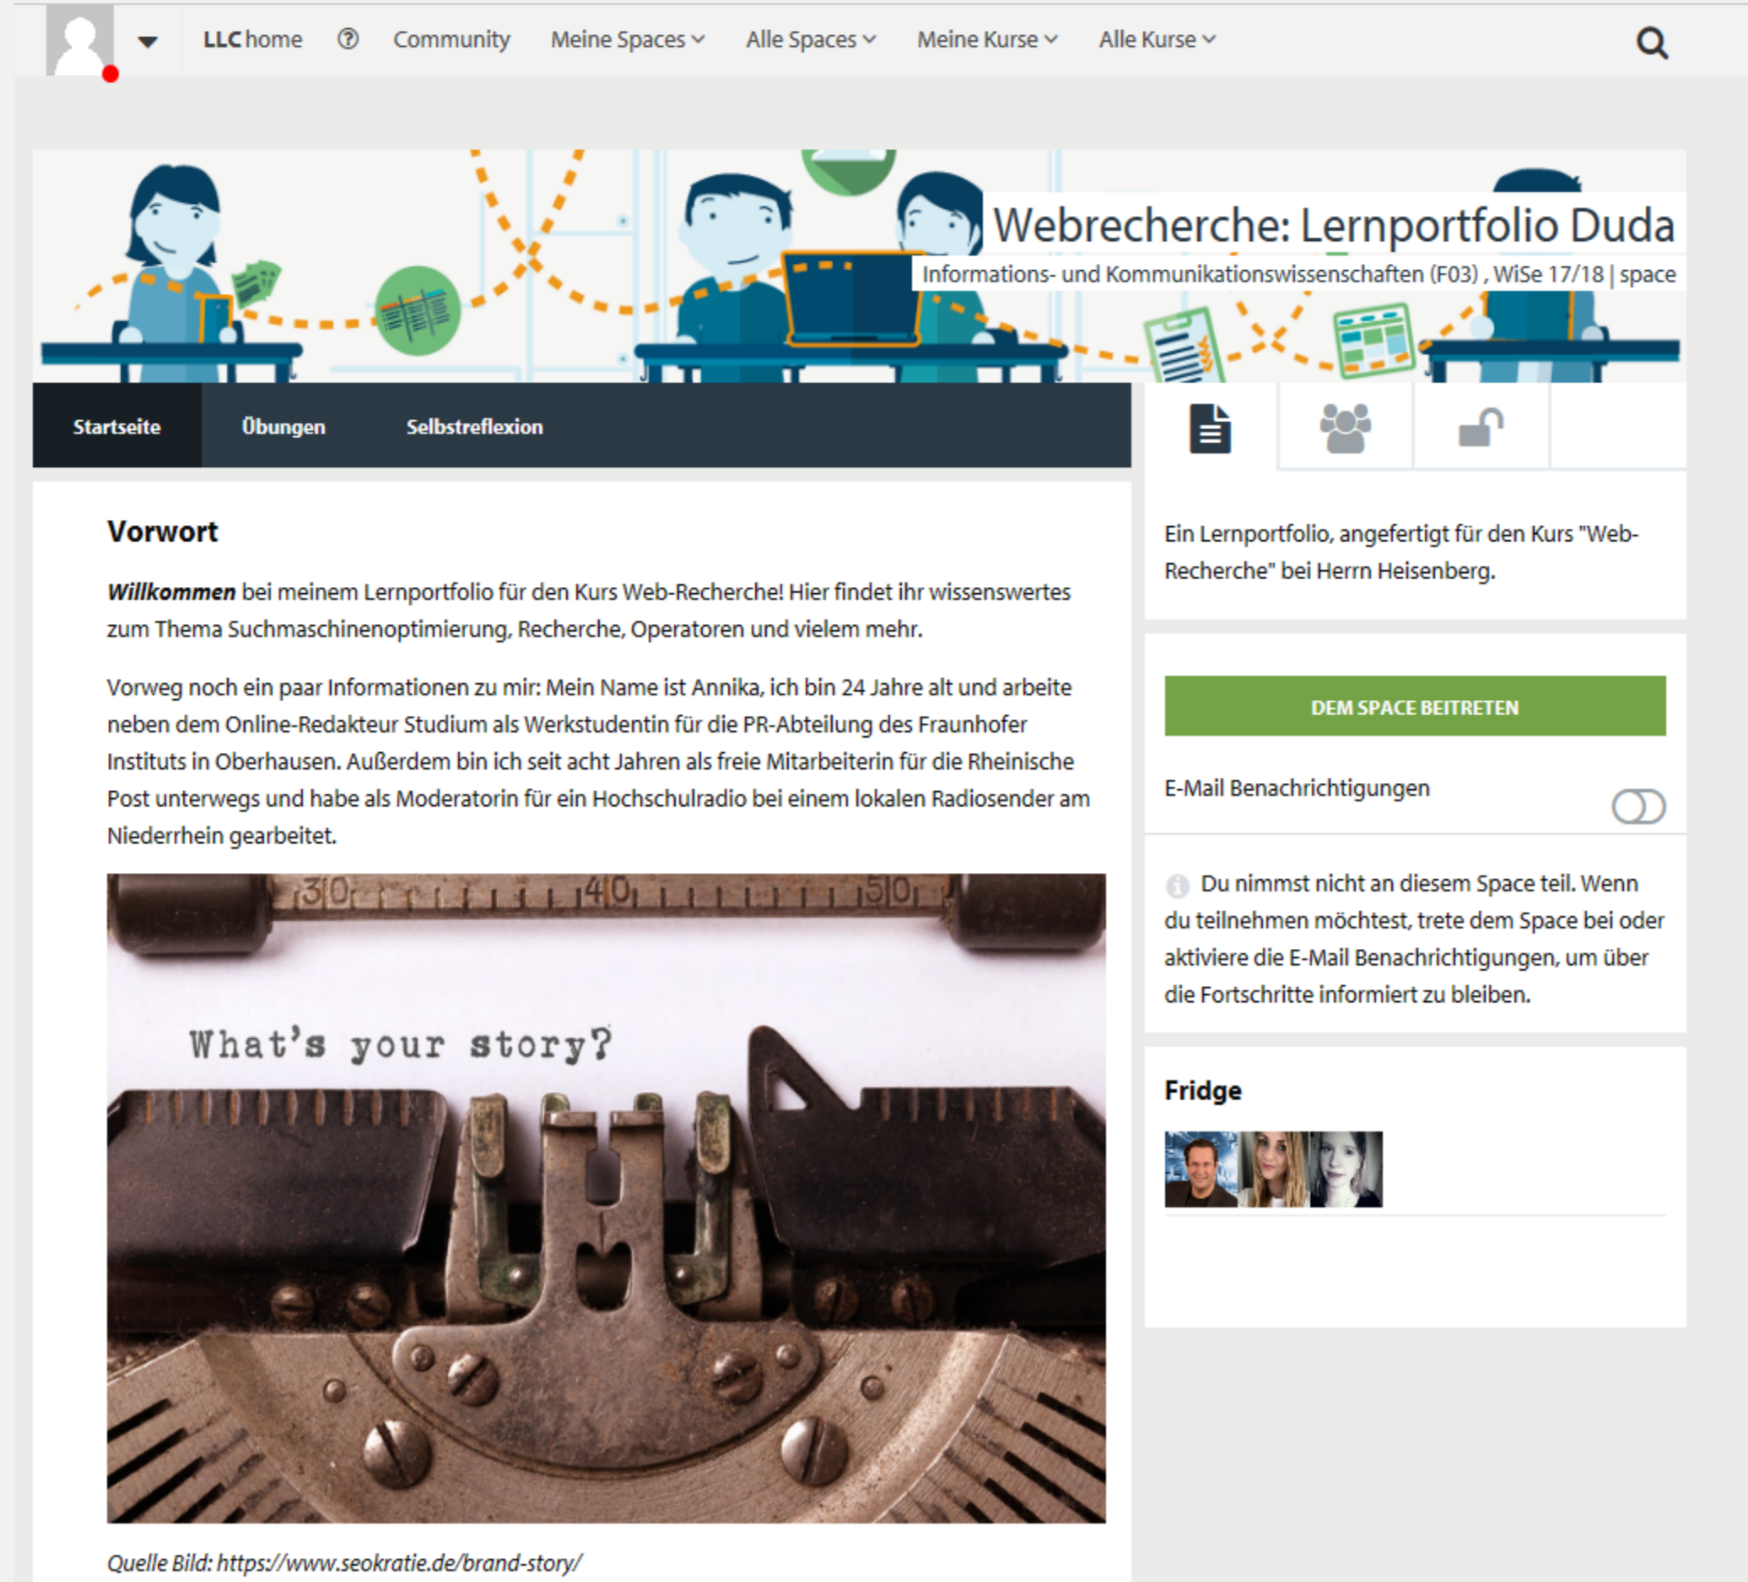 LLC home ? Community Meine Spaces Alle Spaces Meine Kurse Alle Kurse
Webrecherche: Lernportfolio Duda
Informations- und Kommunikationswissenschaften (F03) , WiSe 17/18 | space
Startseite Übungen Selbstreflexion
Vorwort
Willkommen bei meinem Lernportfolio für den Kurs Web-Recherche! Hier findet ihr wissenswertes
zum Thema Suchmaschinenoptimierung, Recherche, Operatoren und vielem mehr.
Vorweg noch ein paar Informationen zu mir: Mein Name ist Annika, ich bin 24 Jahre alt und arbeite
neben dem Online-Redakteur Studium als Werkstudentin für die PR-Abteilung des Fraunhofer
Instituts in Oberhausen. Außerdem bin ich seit acht Jahren als freie Mitarbeiterin für die Rheinische
Post unterwegs und habe als Moderatorin für ein Hochschulradio bei einem lokalen Radiosender am
Niederrhein gearbeitet.
30 40 50
What's your story?
Quelle Bild: https://www.seokratie.de/brand-story/
Ein Lernportfolio, angefertigt für den Kurs "Web-
Recherche" bei Herrn Heisenberg.
DEM SPACE BEITRETEN
E-Mail Benachrichtigungen
Du nimmst nicht an diesem Space teil. Wenn
du teilnehmen möchtest, trete dem Space bei oder
aktiviere die E-Mail Benachrichtigungen, um über
die Fortschritte informiert zu bleiben.
Fridge